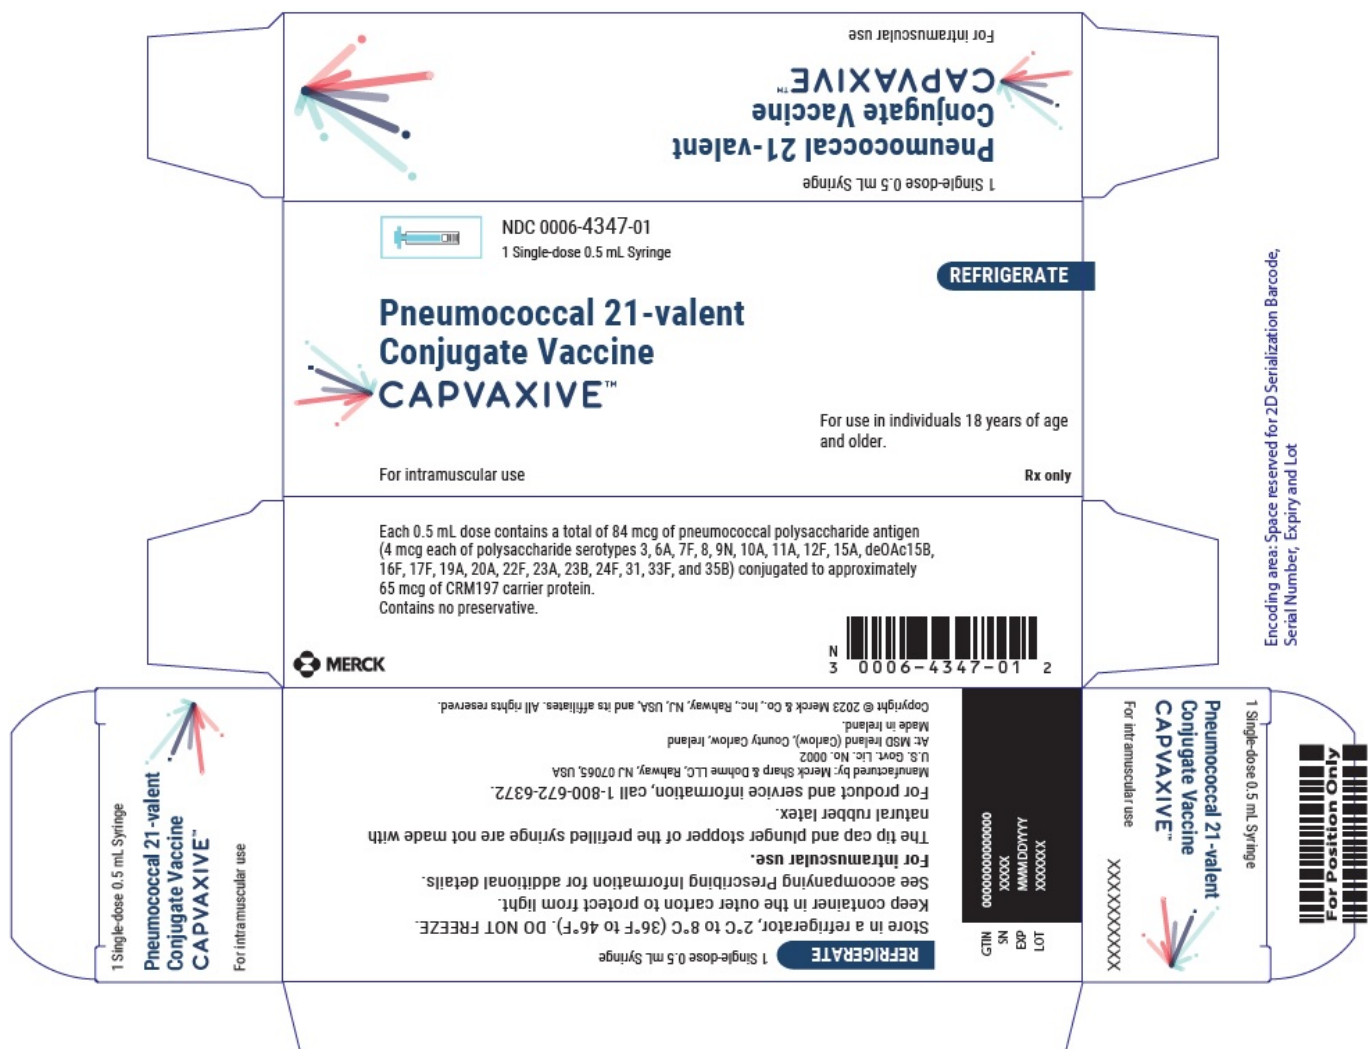 For intramuscular use
CAPVAXIVE™
Conjugate Vaccine
Pneumococcal 21-valent
1 Single-dose 0.5 mL Syringe
NDC 0006-4347-01
1 Single-dose 0.5 mL Syringe
REFRIGERATE
Pneumococcal 21-valent
Conjugate Vaccine
CAPVAXIVE™
For use in individuals 18 years of age
and older.
For intramuscular use
Rx only
Each 0.5 mL dose contains a total of 84 mcg of pneumococcal polysaccharide antigen
(4 mcg each of polysaccharide serotypes 3, 6A, 7F, 8, 9N, 10A, 11A, 12F, 15A, deOAc15B,
16F, 17F, 19A, 20A, 22F, 23A, 23B, 24F, 31, 33F, and 35B) conjugated to approximately
65 mcg of CRM197 carrier protein.
Contains no preservative.
MERCK
N
3 0006-4347-01 2
REFRIGERATE
1 Single-dose 0.5 mL Syringe
Store in a refrigerator, 2°C to 8°C (36°F to 46°F). DO NOT FREEZE.
Keep container in the outer carton to protect from light.
See accompanying Prescribing Information for additional details.
For intramuscular use.
The tip cap and plunger stopper of the prefilled syringe are not made with
natural rubber latex.
For product and service information, call 1-800-672-6372.
Manufactured by: Merck Sharp & Dohme LLC, Rahway, NJ 07065, USA
U.S. Govt. Lic. No. 0002
At: MSD Ireland (Carlow), County Carlow, Ireland
Made in Ireland.
Copyright © 2023 Merck & Co., Inc., Rahway, NJ, USA, and its affiliates. All rights reserved.
GTIN 00000000000000
SN XXXXX
EXP MMMDDYYYY
LOT XXXXXXX
1 Single-dose 0.5 mL Syringe
Pneumococcal 21-valent
Conjugate Vaccine
CAPVAXIVE™
For intramuscular use
1 Single-dose 0.5 mL Syringe
Pneumococcal 21-valent
Conjugate Vaccine
CAPVAXIVE™
For intramuscular use
XXXXXXXXXX
For Position Only
Encoding area: Space reserved for 2D Serialization Barcode,
Serial Number, Expiry and Lot